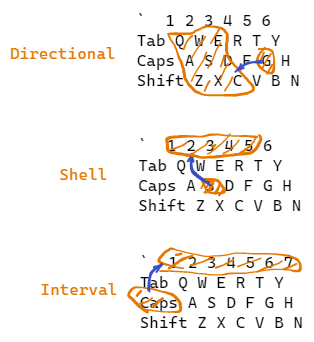 ` 1 2 3 4 5 6
Tab Q W E R T Y
Directional
Caps A S D F G H
Shift Z X C V B N
` 1 2 3 4 5 6
Tab Q W E R T Y
Shell
Caps A S D F G H
Shift Z X C V B N
` 1 2 3 4 5 6 7
Tab Q W E R T Y
Interval
Caps A S D F G H
Shift Z X C V B N